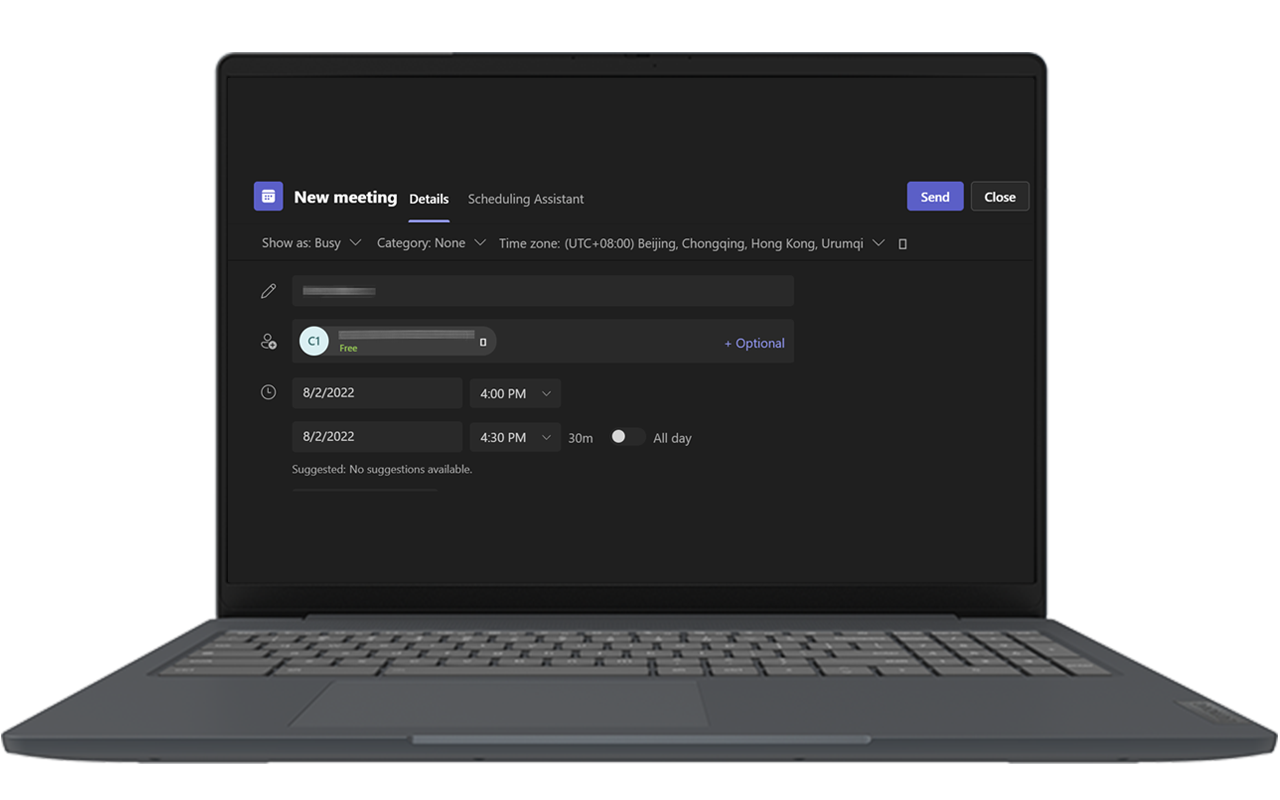 New meeting Details Scheduling Assistant Send Close
Show as: Busy Category: None Time zone: (UTC+08:00) Beijing, Chongqing, Hong Kong, Urumqi
C1
Free
+ Optional
8/2/2022 4:00 PM
8/2/2022 4:30 PM 30m All day
Suggested: No suggestions available.